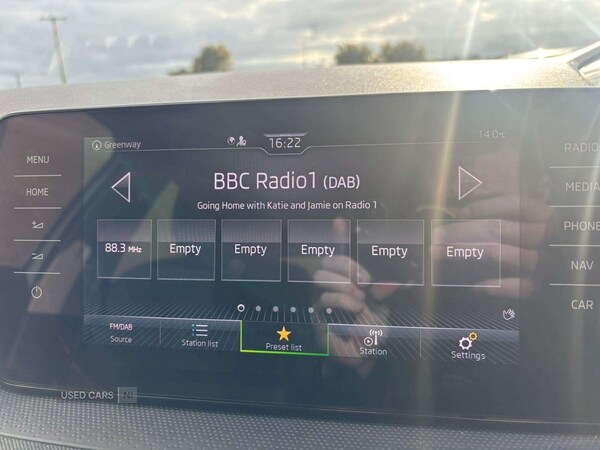 Greenway
16:22
14.0°C
MENU
HOME
BBC Radio1 (DAB)
Going Home with Katie and Jamie on Radio 1
88.3 MHz
Empty
Empty
Empty
Empty
Empty
FM/DAB
Source
Station list
Preset list
Station
Settings
RADIO
MEDIA
PHONE
NAV
CAR
USED CARS NI